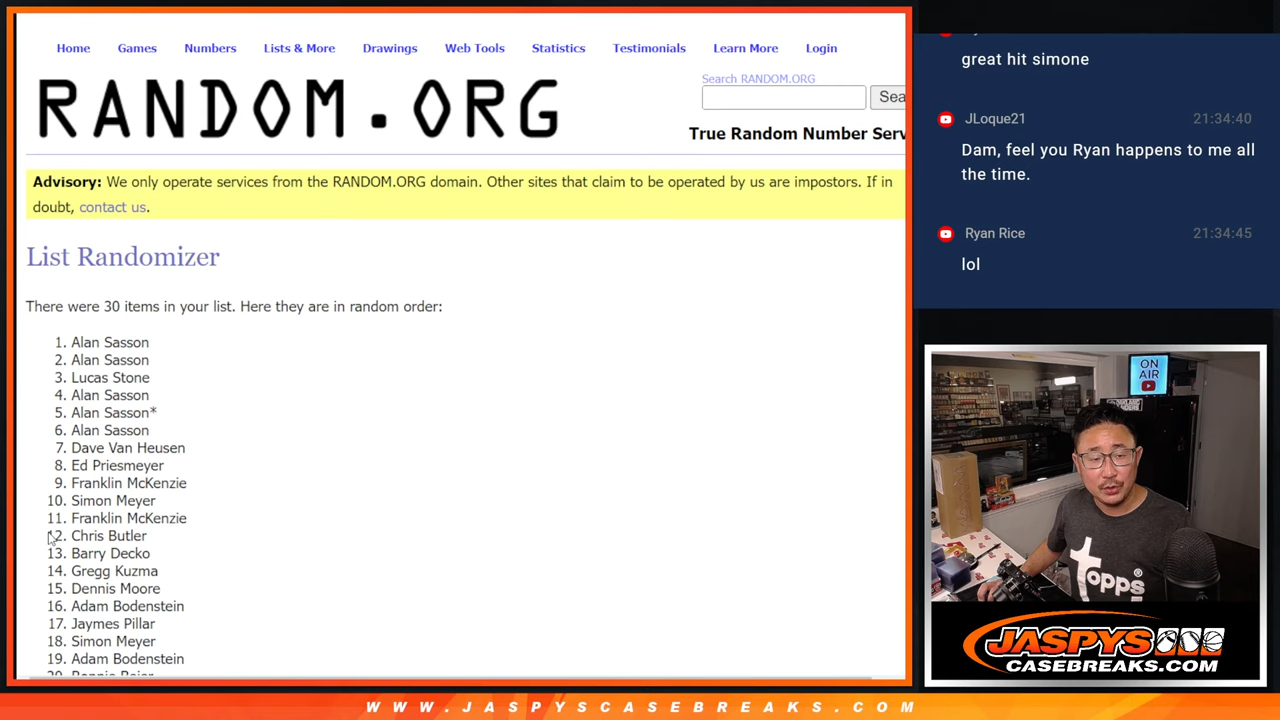 Home Games Numbers Lists & More Drawings Web Tools Statistics Testimonials Learn More Login
RANDOM.ORG
Search RANDOM.ORG
Sea
True Random Number Serv
Advisory: We only operate services from the RANDOM.ORG domain. Other sites that claim to be operated by us are impostors. If in
doubt, contact us.
List Randomizer
There were 30 items in your list. Here they are in random order:
1. Alan Sasson
2. Alan Sasson
3. Lucas Stone
4. Alan Sasson
5. Alan Sasson*
6. Alan Sasson
7. Dave Van Heusen
8. Ed Priesmeyer
9. Franklin McKenzie
10. Simon Meyer
11. Franklin McKenzie
12. Chris Butler
13. Barry Decko
14. Gregg Kuzma
15. Dennis Moore
16. Adam Bodenstein
17. Jaymes Pillar
18. Simon Meyer
19. Adam Bodenstein
great hit simone
JLoque21 21:34:40
Dam, feel you Ryan happens to me all
the time.
Ryan Rice 21:34:45
lol
ON
AIR
topps
JASPYS
CASEBREAKS.COM
WWW.JASPYSCASEBREAKS.COM